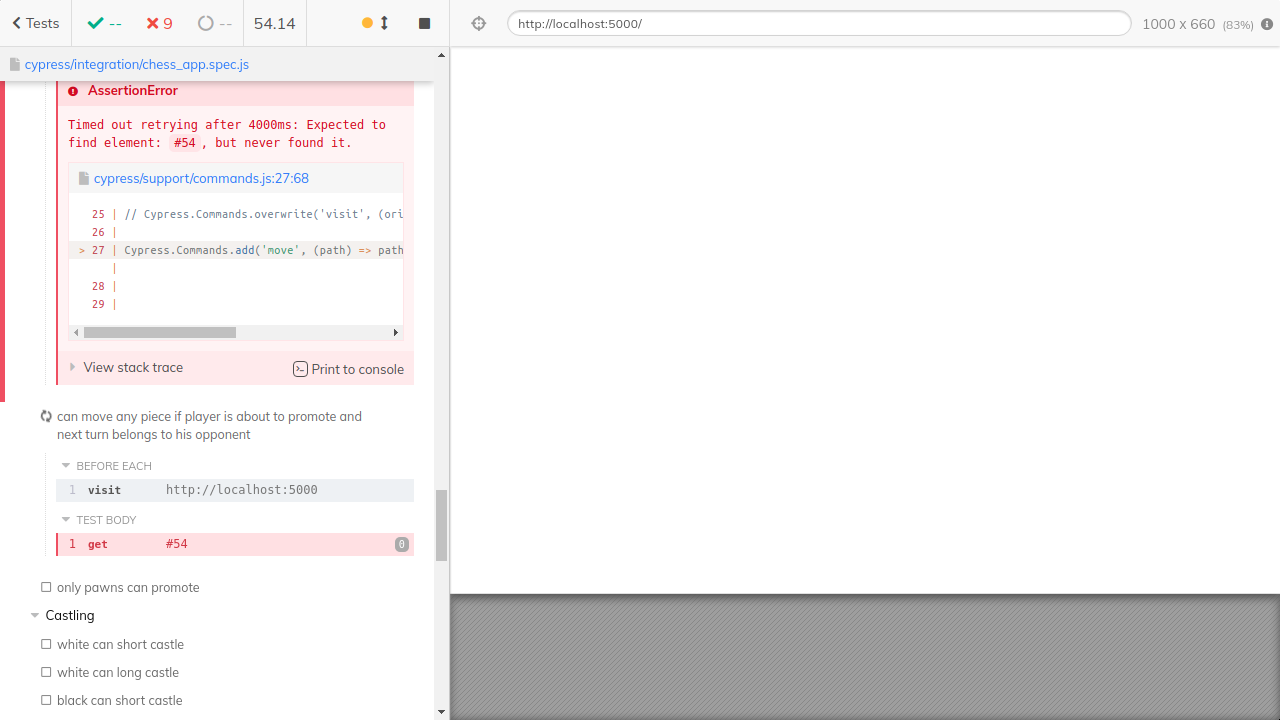 Tests -- 9 -- 54.14 http://localhost:5000/ 1000 x 660 (83%)
cypress/integration/chess_app.spec.js
AssertionError
Timed out retrying after 4000ms: Expected to
find element: #54, but never found it.
cypress/support/commands.js:27:68
25 | // Cypress.Commands.overwrite('visit', (ori
26 |
> 27 | Cypress.Commands.add('move', (path) => path
|
28 |
29 |
View stack trace Print to console
can move any piece if player is about to promote and
next turn belongs to his opponent
BEFORE EACH
1 visit http://localhost:5000
TEST BODY
1 get #54 0
only pawns can promote
Castling
white can short castle
white can long castle
black can short castle